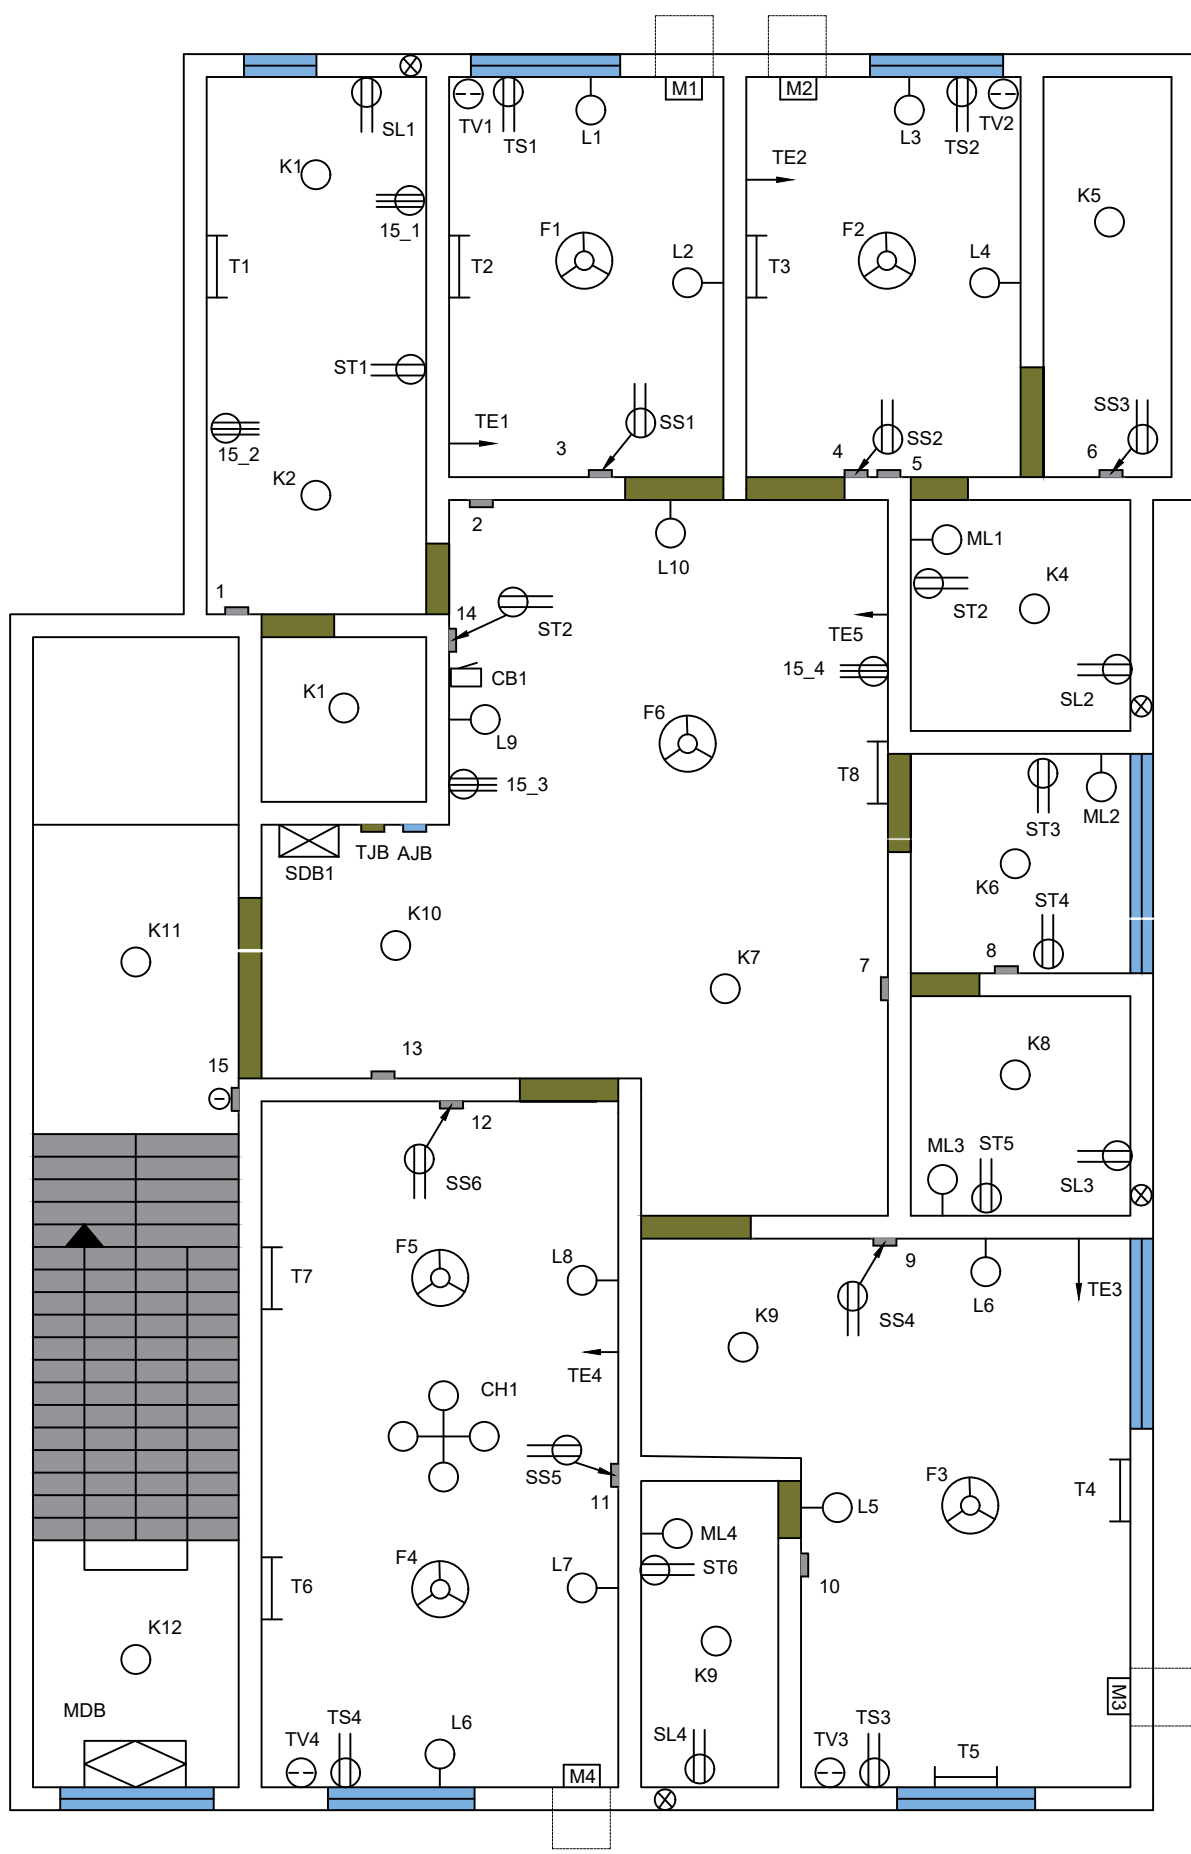 M1
M2
TV1
TS1
L1
L3
TS2
TV2
SL1
K1
TE2
15_1
K5
F1
F2
T1
T2
L2
T3
L4
ST1
TE1
SS1
SS2
SS3
15_2
3
4
5
6
K2
2
L10
ML1
1
14
ST2
K4
ST2
TE5
K1
CB1
15_4
SL2
L9
F6
15_3
T8
ML2
ST3
TJB
AJB
SDB1
K6
ST4
K11
K10
K7
7
8
15
13
K8
12
ML3
ST5
SS6
SL3
F5
L8
9
T7
L6
TE3
K9
SS4
TE4
CH1
SS5
11
F3
T4
L5
ML4
F4
L7
ST6
T6
10
K12
K9
M3
MDB
TV4
TS4
L6
SL4
TV3
TS3
T5
M4